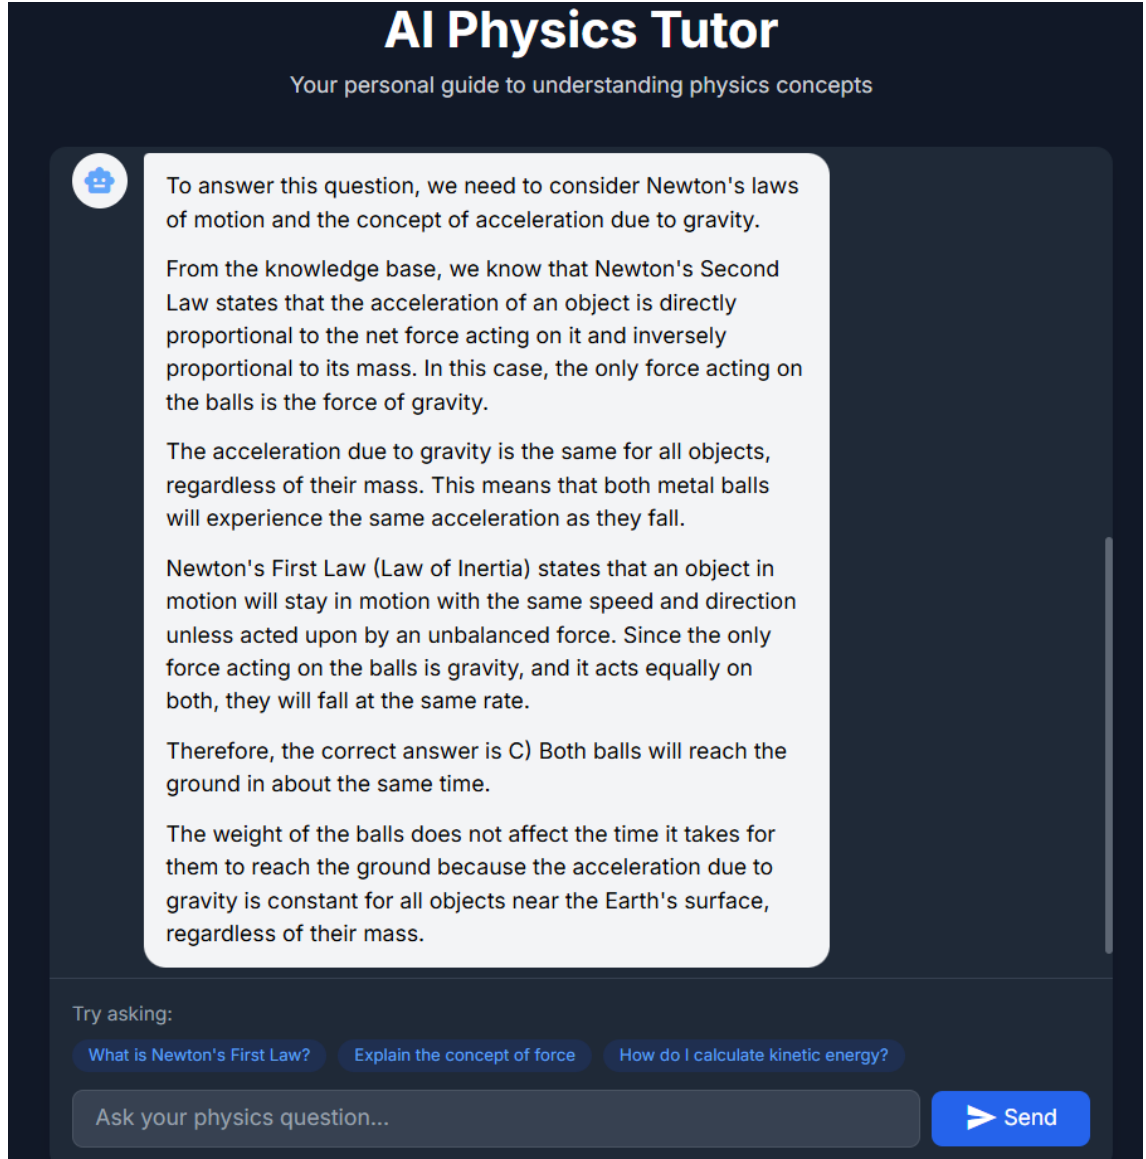 AI Physics Tutor
Your personal guide to understanding physics concepts
To answer this question, we need to consider Newton's laws
of motion and the concept of acceleration due to gravity.
From the knowledge base, we know that Newton's Second
Law states that the acceleration of an object is directly
proportional to the net force acting on it and inversely
proportional to its mass. In this case, the only force acting on
the balls is the force of gravity.
The acceleration due to gravity is the same for all objects,
regardless of their mass. This means that both metal balls
will experience the same acceleration as they fall.
Newton's First Law (Law of Inertia) states that an object in
motion will stay in motion with the same speed and direction
unless acted upon by an unbalanced force. Since the only
force acting on the balls is gravity, and it acts equally on
both, they will fall at the same rate.
Therefore, the correct answer is C) Both balls will reach the
ground in about the same time.
The weight of the balls does not affect the time it takes for
them to reach the ground because the acceleration due to
gravity is constant for all objects near the Earth's surface,
regardless of their mass.
Try asking:
What is Newton's First Law? Explain the concept of force How do I calculate kinetic energy?
Ask your physics question... Send